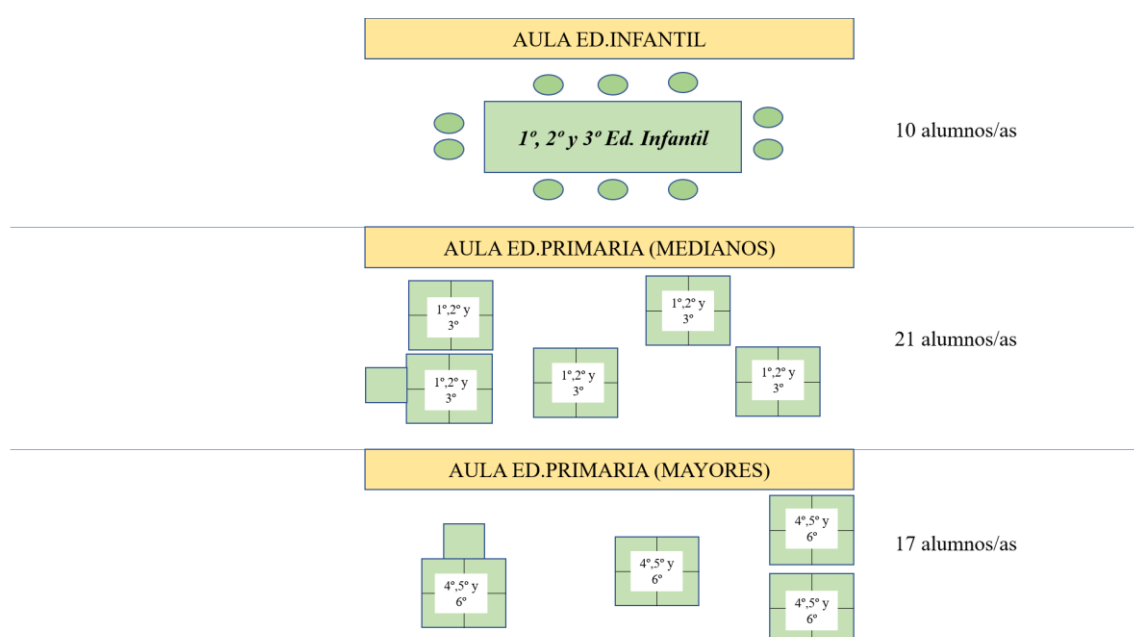 AULA ED.INFANTIL
1º, 2º y 3º Ed. Infantil
10 alumnos/as
AULA ED.PRIMARIA (MEDIANOS)
1º,2º y
3º
1º,2º y
3º
1º,2º y
3º
1º,2º y
3º
1º,2º y
3º
21 alumnos/as
AULA ED.PRIMARIA (MAYORES)
4º,5º y
6º
4º,5º y
6º
4º,5º y
6º
4º,5º y
6º
17 alumnos/as